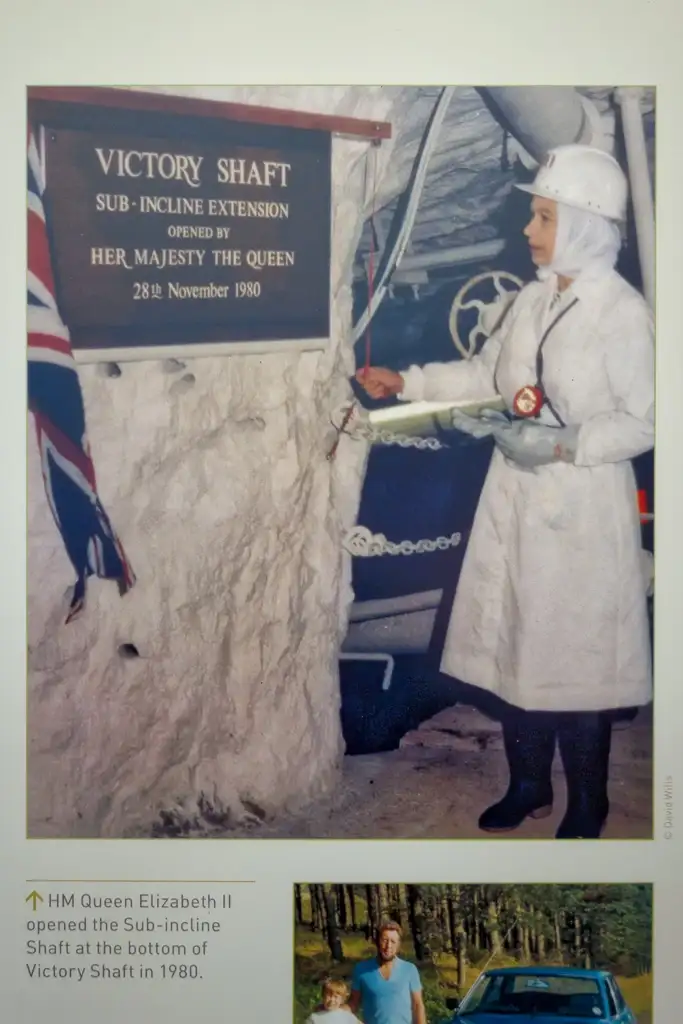 VICTORY SHAFT
SUB-INCLINE EXTENSION
OPENED BY
HER MAJESTY THE QUEEN
28th November 1980
© David Wills
↑ HM Queen Elizabeth II
opened the Sub-incline
Shaft at the bottom of
Victory Shaft in 1980.